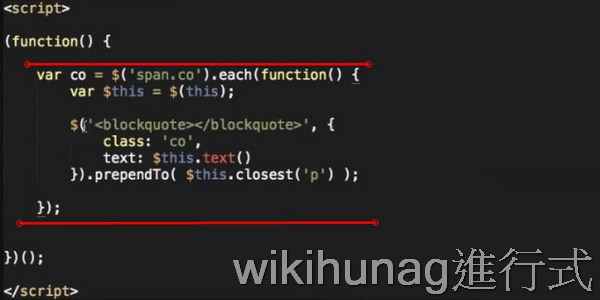 <script>
(function() {
var co = $('span.co').each(function() {
var $this = $(this);
$('<blockquote></blockquote>', {
class: 'co',
text: $this.text()
}).prependTo( $this.closest('p') );
});
})();
wikihunag進行式
</script>